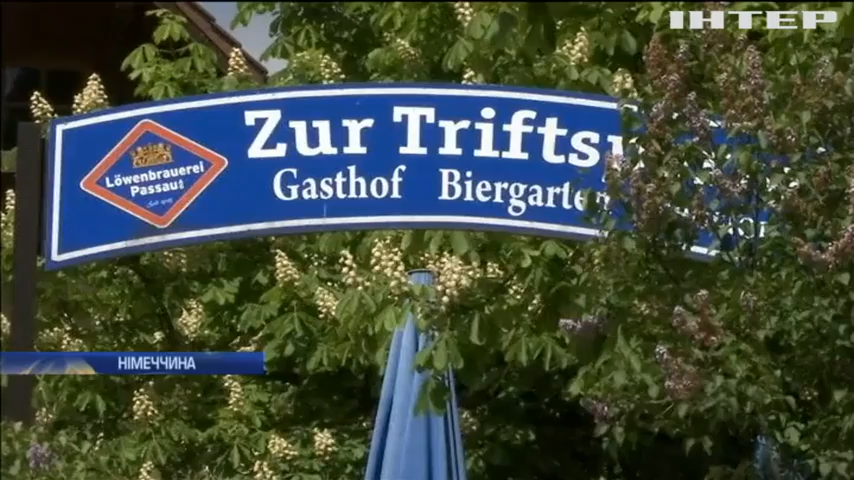 ІНТЕР
Zur Trifts
Löwenbrauerei
Passau
Gasthof Biergarten
НІМЕЧЧИНА